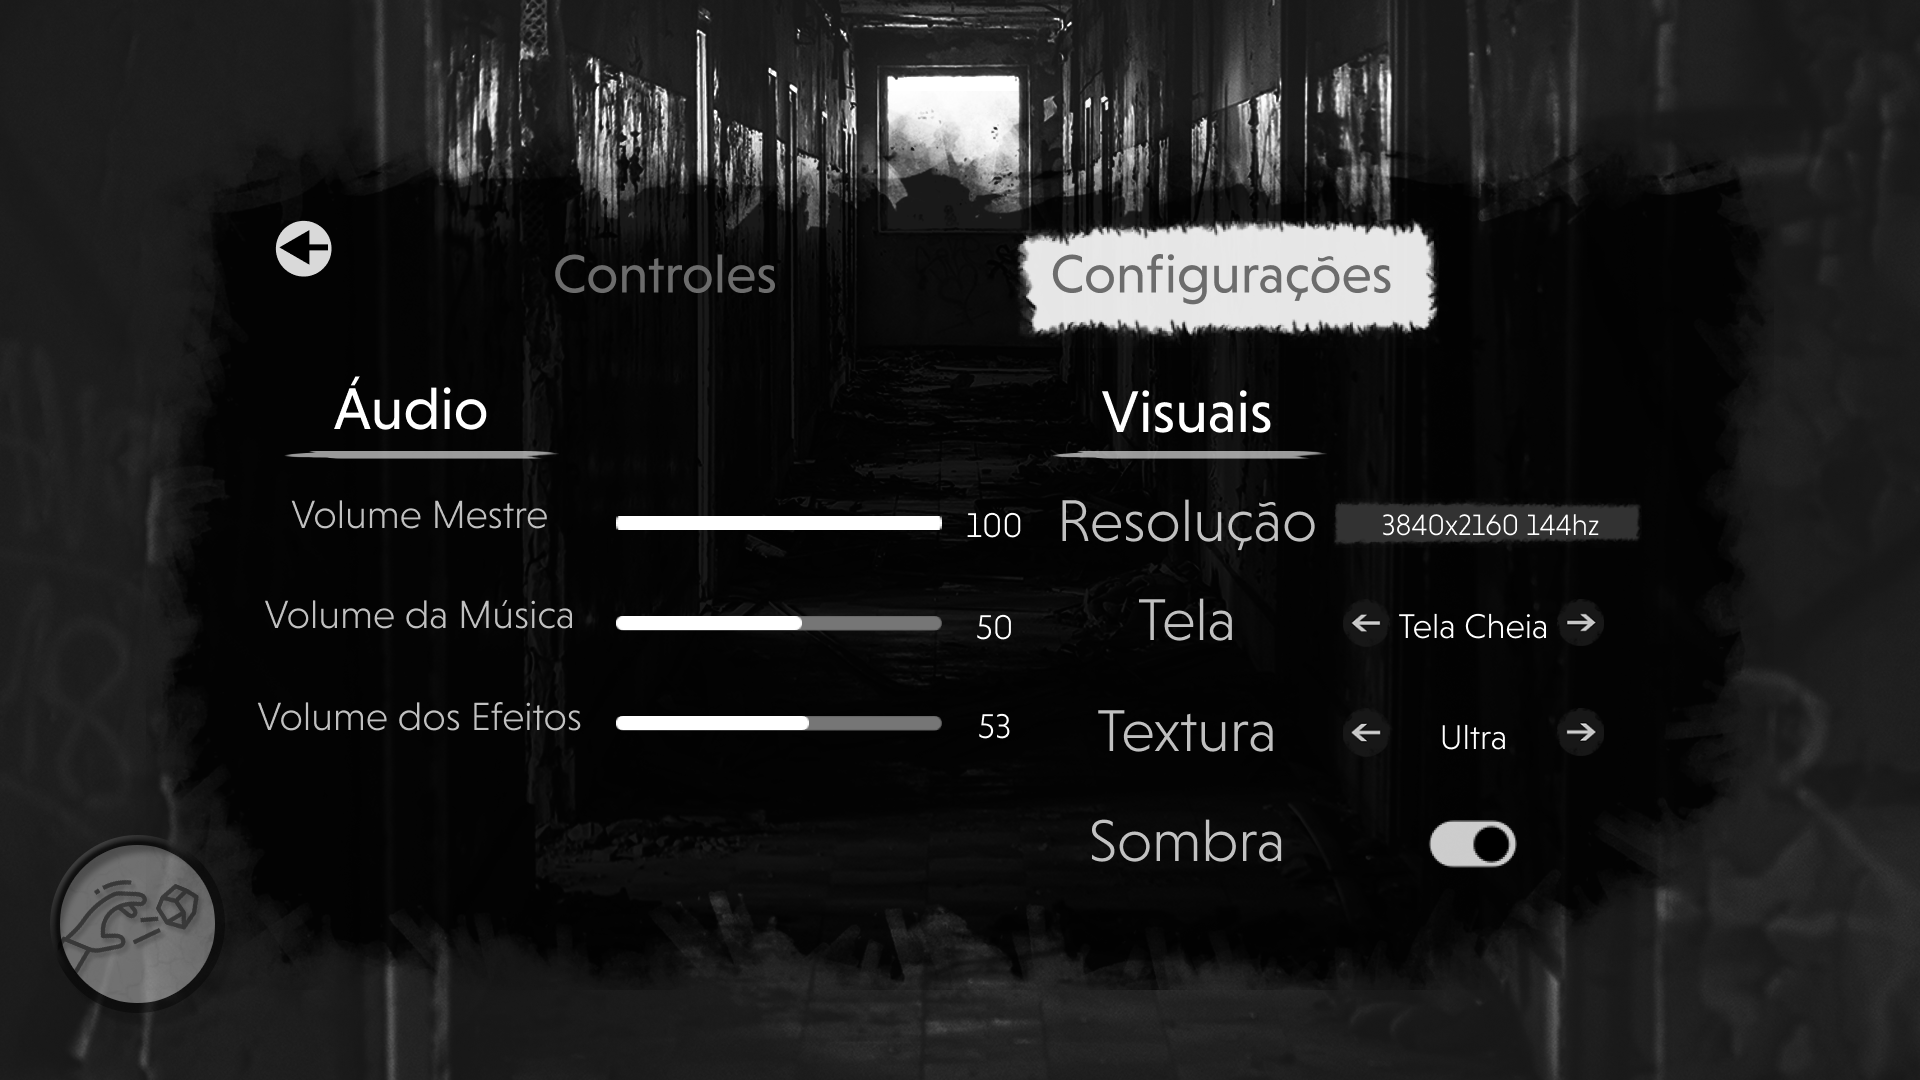 Controles
Configurações
Áudio
Volume Mestre
100
Volume da Música
50
Volume dos Efeitos
53
Visuais
Resolução
3840x2160 144hz
Tela
Tela Cheia
Textura
Ultra
Sombra